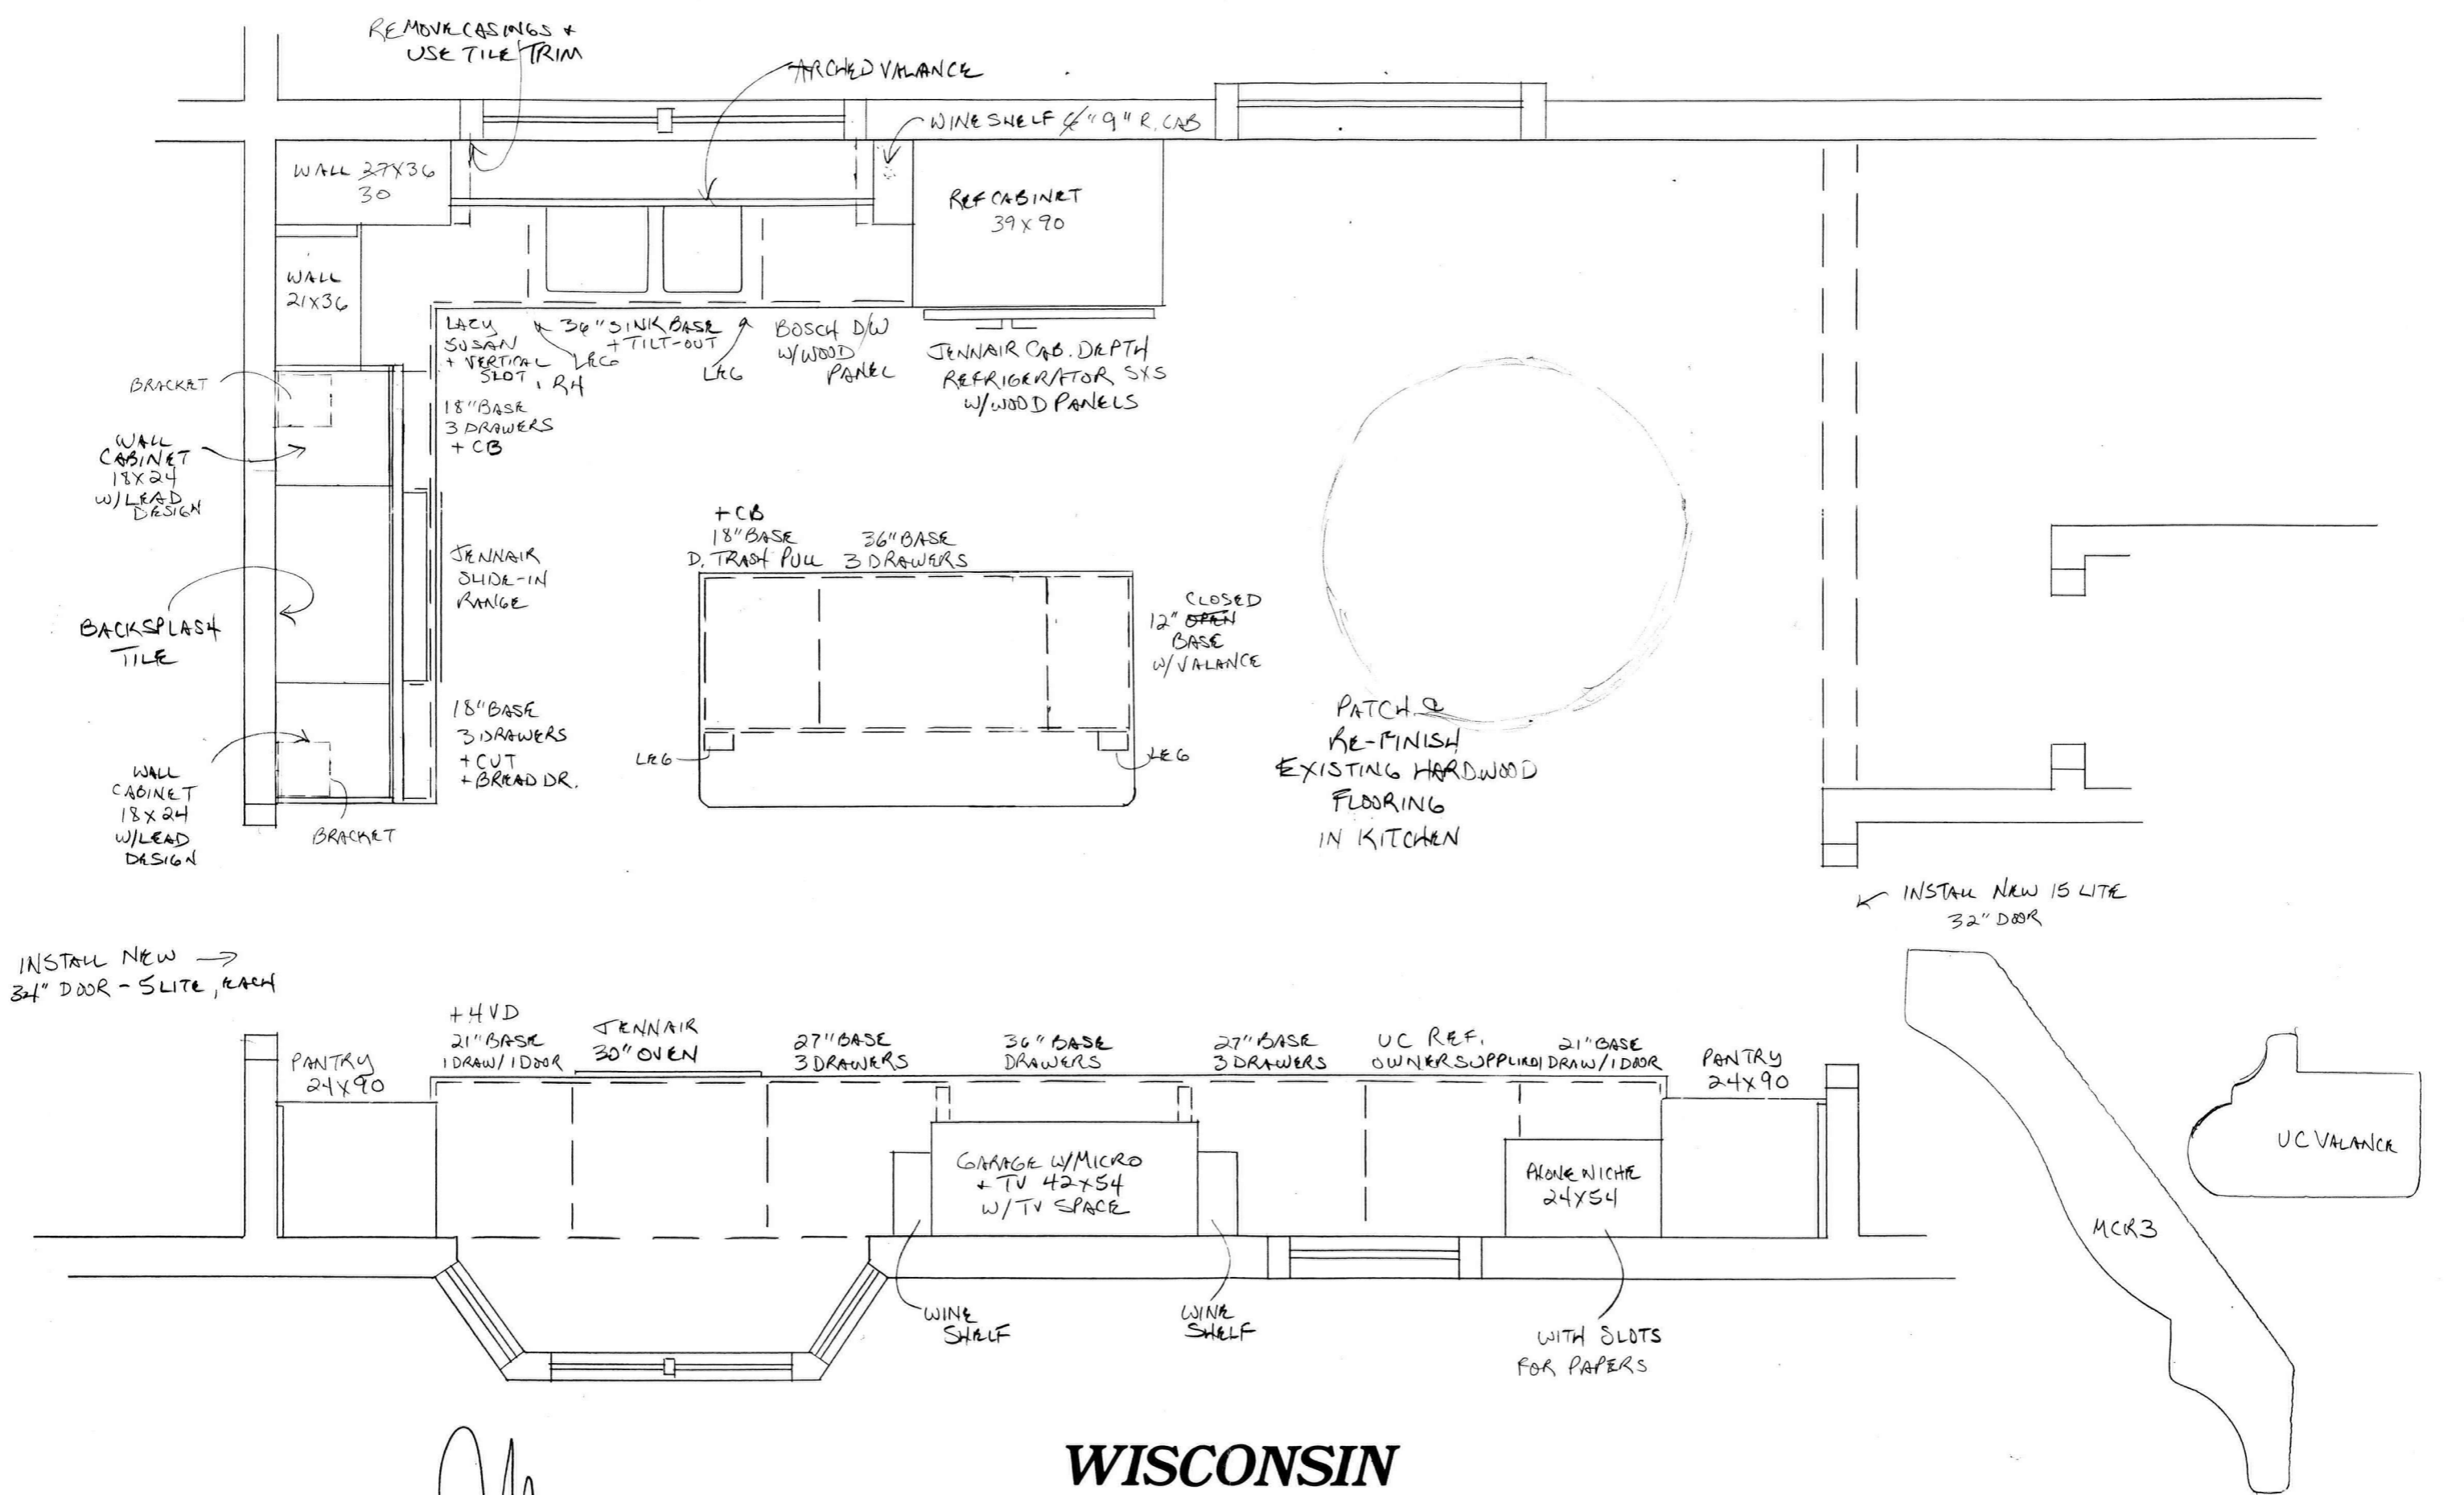 REMOVE CASINGS +
USE TILE TRIM
ARCHED VALANCE
WINE SHELF 6" 9" R. CAB
WALL 27X36
30
REF CABINET
39 X 90
WALL
21X36
LAZY
SUSAN
+ VERTICAL
SLOT, RH
LEG
36" SINK BASE
+ TILT-OUT
LEG
BOSCH D/W
W/WOOD
PANEL
JENNAIR CAB. DEPTH
REFRIGERATOR SXS
W/WOOD PANELS
BRACKET
18" BASE
3 DRAWERS
+ CB
WALL
CABINET
18X24
W/LEAD
DESIGN
+ CB
18" BASE
D. TRASH PULL
36" BASE
3 DRAWERS
JENNAIR
SLIDE-IN
RANGE
BACKSPLASH
TILE
CLOSED
12" OPEN
BASE
W/VALANCE
18" BASE
3 DRAWERS
+ CUT
+ BREAD DR.
LEG
LEG
PATCH &
RE-FINISH
EXISTING HARDWOOD
FLOORING
IN KITCHEN
WALL
CABINET
18X24
W/LEAD
DESIGN
BRACKET
INSTALL NEW 15 LITE
32" DOOR
INSTALL NEW →
34" DOOR - 5 LITE, EACH
PANTRY
24X90
+ 4 VD
21" BASE
1 DRAW/1 DOOR
JENNAIR
30" OVEN
27" BASE
3 DRAWERS
36" BASE
DRAWERS
27" BASE
3 DRAWERS
UC REF.
OWNER SUPPLIED
21" BASE
1 DRAW/1 DOOR
PANTRY
24X90
GARAGE W/MICRO
+ TV 42X54
W/TV SPACE
PHONE NICHE
24X54
UC VALANCE
MCR3
WINE
SHELF
WINE
SHELF
WITH SLOTS
FOR PAPERS
WISCONSIN